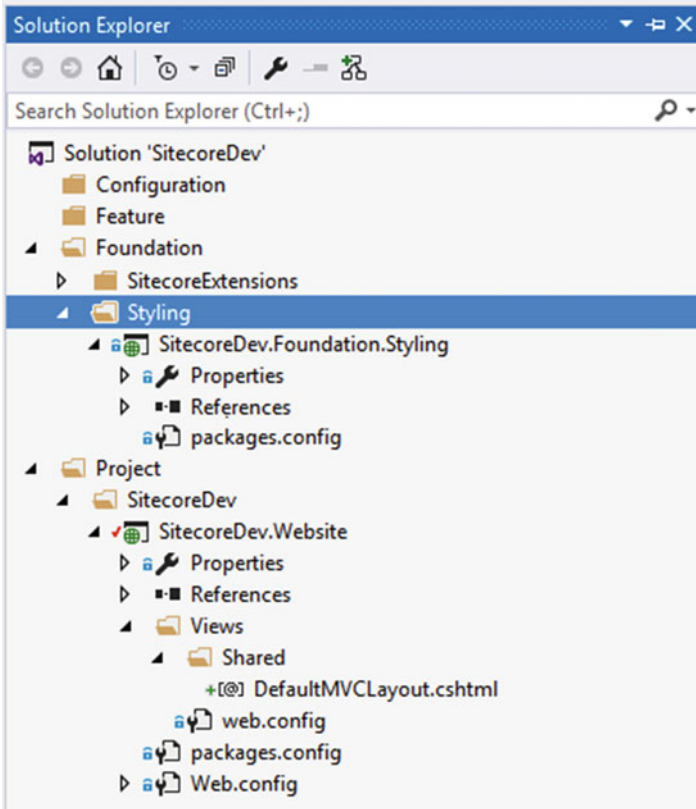 Solution Explorer
Search Solution Explorer (Ctrl+;)
Solution 'SitecoreDev'
Configuration
Feature
Foundation
SitecoreExtensions
Styling
SitecoreDev.Foundation.Styling
Properties
References
packages.config
Project
SitecoreDev
SitecoreDev.Website
Properties
References
Views
Shared
DefaultMVCLayout.cshtml
web.config
packages.config
Web.config